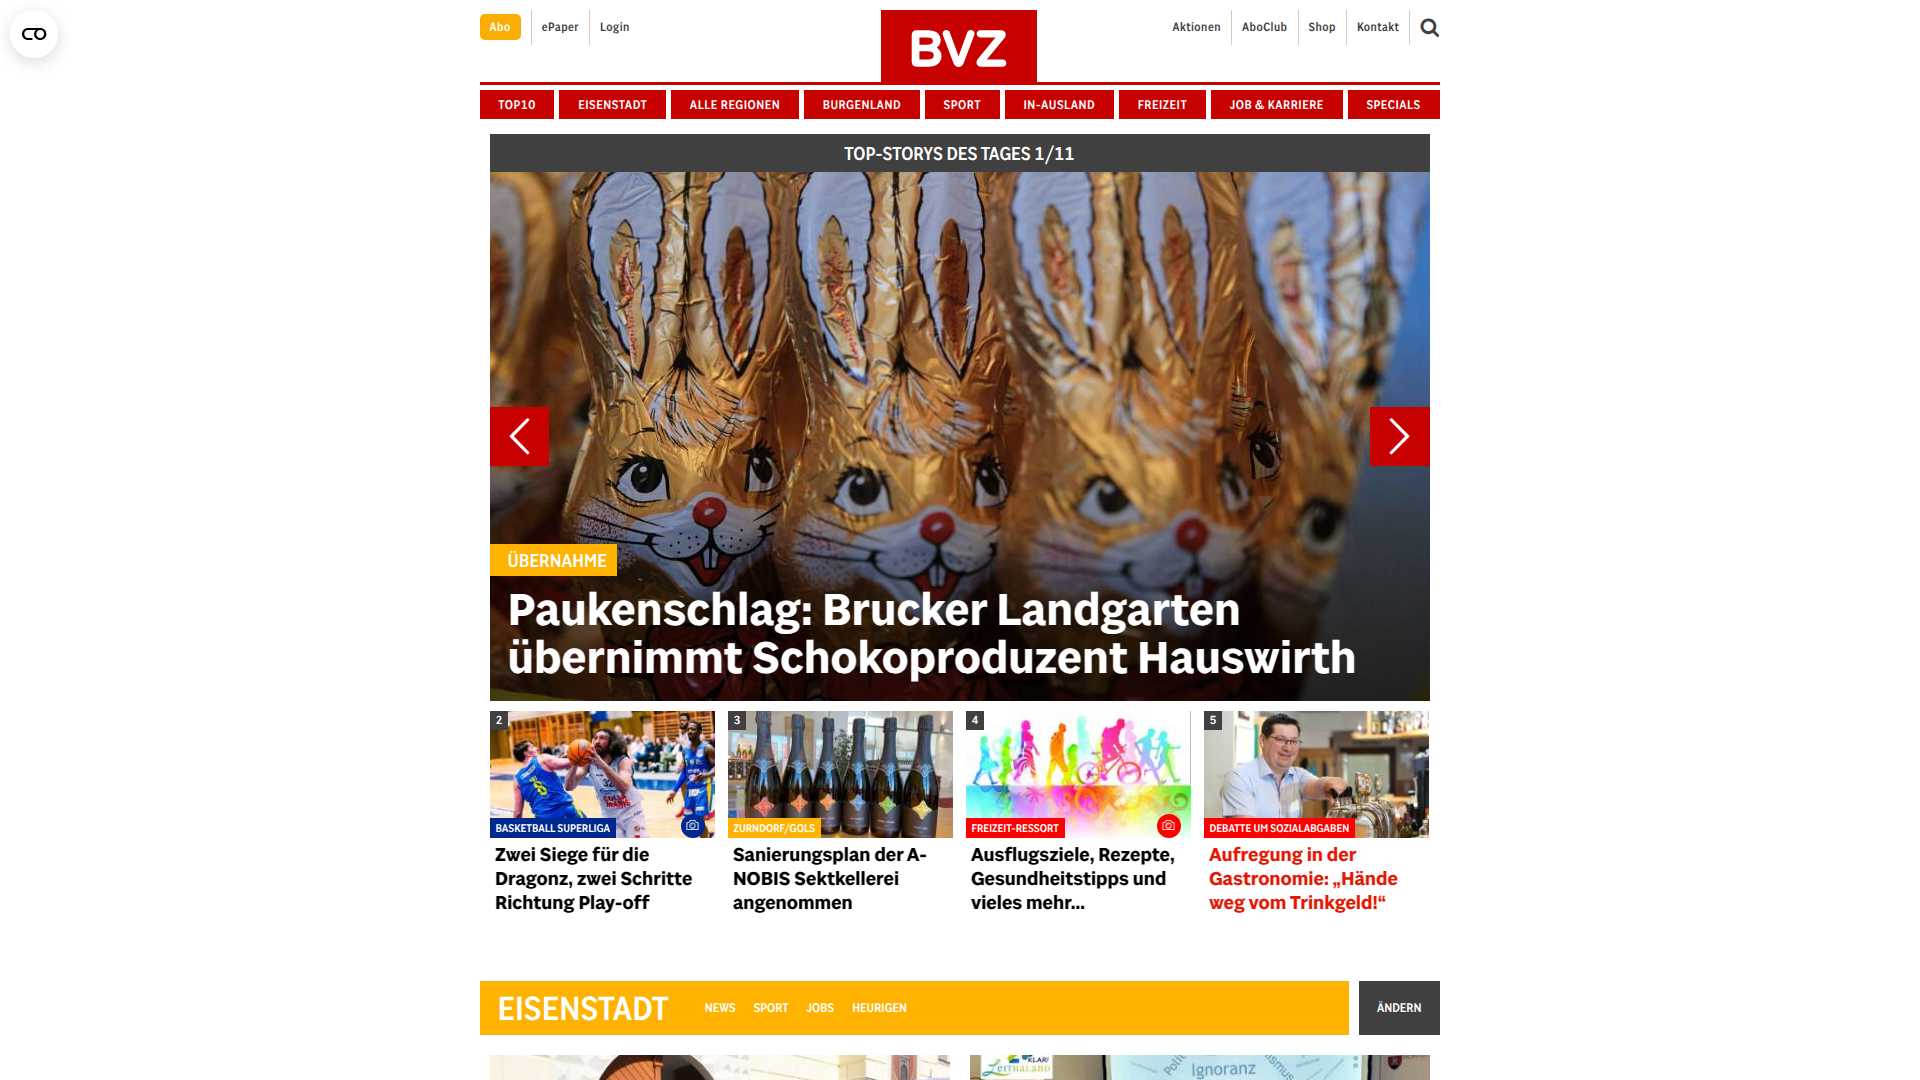 Abo
ePaper
Login
BVZ
Aktionen
AboClub
Shop
Kontakt
TOP10
EISENSTADT
ALLE REGIONEN
BURGENLAND
SPORT
IN-AUSLAND
FREIZEIT
JOB & KARRIERE
SPECIALS
TOP-STORYS DES TAGES 1/11
ÜBERNAHME
Paukenschlag: Brucker Landgarten
übernimmt Schokoproduzent Hauswirth
2
BASKETBALL SUPERLIGA
Zwei Siege für die
Dragonz, zwei Schritte
Richtung Play-off
3
ZURNDORF/GOLS
Sanierungsplan der A-
NOBIS Sektkellerei
angenommen
4
FREIZEIT-RESSORT
Ausflugsziele, Rezepte,
Gesundheitstipps und
vieles mehr...
5
DEBATTE UM SOZIALABGABEN
Aufregung in der
Gastronomie: „Hände
weg vom Trinkgeld!“
EISENSTADT
NEWS
SPORT
JOBS
HEURIGEN
ÄNDERN
KLAR!
LEITHALAND
Ignoranz